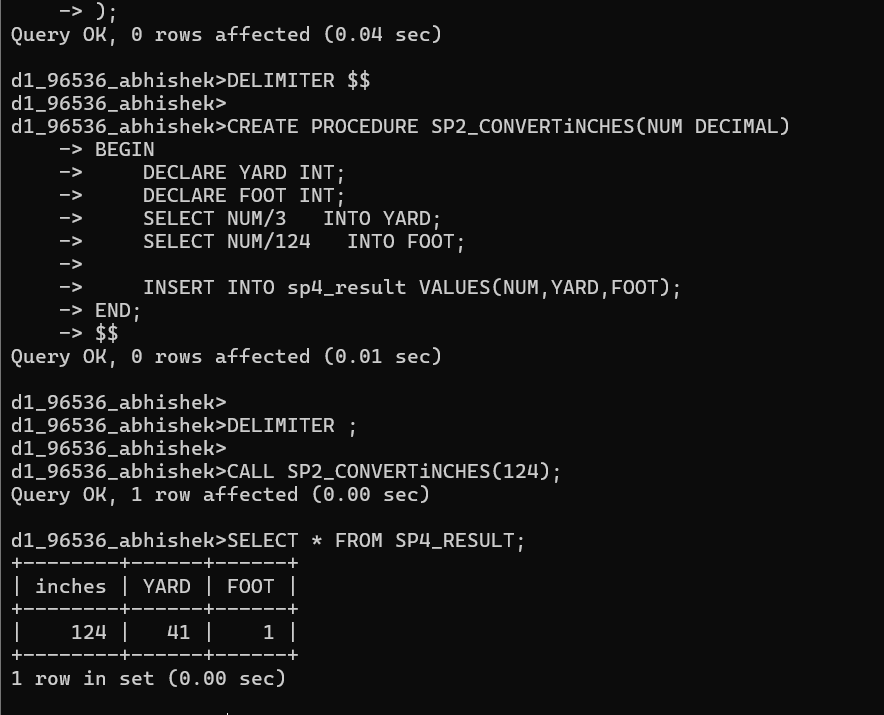 -> );
Query OK, 0 rows affected (0.04 sec)

d1_96536_abhishek>DELIMITER $$
d1_96536_abhishek>
d1_96536_abhishek>CREATE PROCEDURE SP2_CONVERTiNCHES(NUM DECIMAL)
    -> BEGIN
    ->     DECLARE YARD INT;
    ->     DECLARE FOOT INT;
    ->     SELECT NUM/3   INTO YARD;
    ->     SELECT NUM/124   INTO FOOT;
    ->
    ->     INSERT INTO sp4_result VALUES(NUM,YARD,FOOT);
    -> END;
    -> $$
Query OK, 0 rows affected (0.01 sec)

d1_96536_abhishek>
d1_96536_abhishek>DELIMITER ;
d1_96536_abhishek>
d1_96536_abhishek>CALL SP2_CONVERTiNCHES(124);
Query OK, 1 row affected (0.00 sec)

d1_96536_abhishek>SELECT * FROM SP4_RESULT;
+--------+------+------+
| inches | YARD | FOOT |
+--------+------+------+
|    124 |   41 |    1 |
+--------+------+------+
1 row in set (0.00 sec)